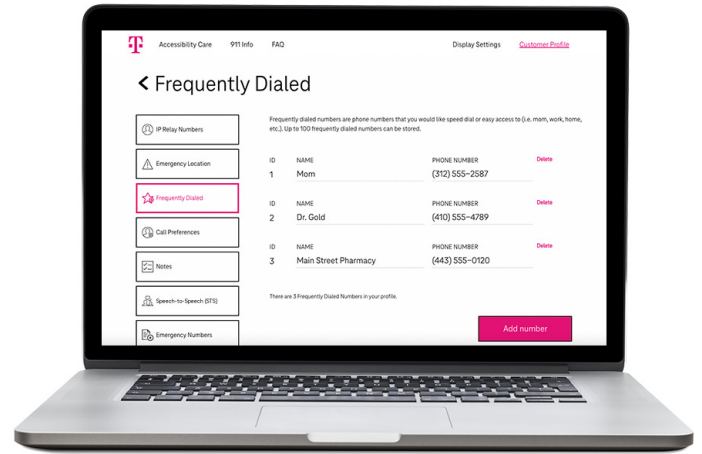 T
Accessibility Care 911 Info FAQ Display Settings Customer Profile
Frequently Dialed
IP Relay Numbers
Emergency Location
Frequently Dialed
Call Preferences
Notes
Speech-to-Speech (STS)
Emergency Numbers
Frequently dialed numbers are phone numbers that you would like speed dial or easy access to (i.e. mom, work, home,
etc.). Up to 100 frequently dialed numbers can be stored.
ID NAME PHONE NUMBER Delete
1 Mom (312) 555-2587
ID NAME PHONE NUMBER Delete
2 Dr. Gold (410) 555-4789
ID NAME PHONE NUMBER Delete
3 Main Street Pharmacy (443) 555-0120
There are 3 Frequently Dialed Numbers in your profile.
Add number